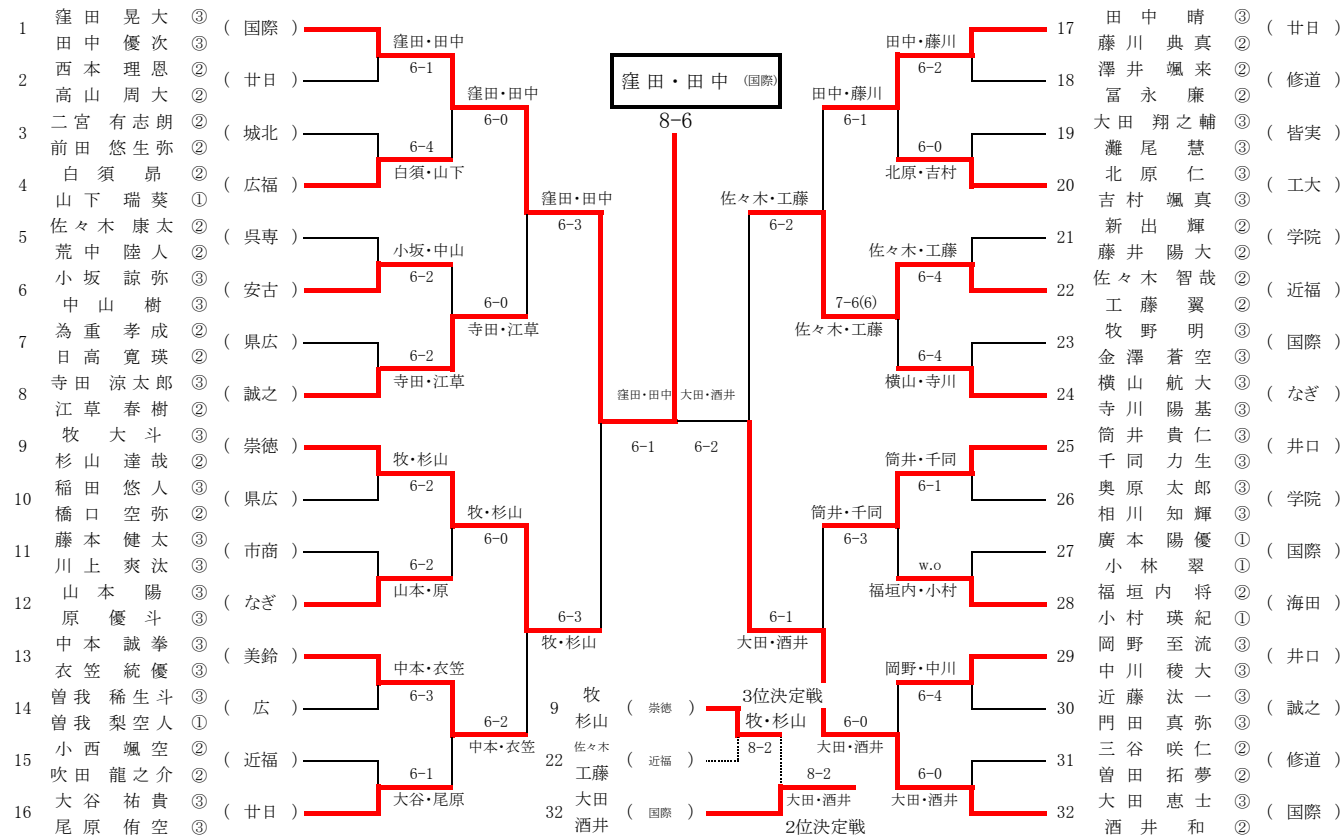 1 窪田 晃大 ③ ( 国際 )
田中 優次 ③
2 西本 理恩 ② ( 廿日 )
高山 周大 ②
3 二宮 有志朗 ② ( 城北 )
前田 悠生弥 ②
4 白須 昴 ② ( 広福 )
山下 瑞葵 ①
5 佐々木 康太 ② ( 呉専 )
荒中 陸人 ②
6 小坂 諒弥 ③ ( 安古 )
中山 樹 ③
7 為重 孝成 ② ( 県広 )
日高 寛瑛 ②
8 寺田 涼太郎 ③ ( 誠之 )
江草 春樹 ②
9 牧 大斗 ③ ( 崇徳 )
杉山 達哉 ②
10 稲田 悠人 ③ ( 県広 )
橋口 空弥 ②
11 藤本 健太 ③ ( 市商 )
川上 爽汰 ③
12 山本 陽 ③ ( なぎ )
原 優斗 ③
13 中本 誠拳 ③ ( 美鈴 )
衣笠 統優 ③
14 曽我 稀生斗 ③ ( 広 )
曽我 梨空人 ①
15 小西 颯空 ② ( 近福 )
吹田 龍之介 ②
16 大谷 祐貴 ③ ( 廿日 )
尾原 侑空 ③
窪田・田中
6-1
6-4
白須・山下
小坂・中山
6-2
6-2
寺田・江草
牧・杉山
6-2
6-2
山本・原
中本・衣笠
6-3
6-1
大谷・尾原
窪田・田中
6-0
6-0
寺田・江草
牧・杉山
6-0
6-2
中本・衣笠
窪田・田中
6-3
6-3
牧・杉山
窪田・田中 (国際)
8-6
窪田・田中 大田・酒井
6-1 6-2
佐々木・工藤
6-2
6-1
大田・酒井
田中・藤川
6-1
7-6(6)
佐々木・工藤
筒井・千同
6-3
6-0
大田・酒井
田中・藤川
6-2
6-0
北原・吉村
佐々木・工藤
6-4
6-4
横山・寺川
筒井・千同
6-1
w.o
福垣内・小村
岡野・中川
6-4
6-0
大田・酒井
17 田中 晴 ③ ( 廿日 )
藤川 典真 ②
18 澤井 颯来 ② ( 修道 )
冨永 廉 ②
19 大田 翔之輔 ③ ( 皆実 )
灘尾 慧 ③
20 北原 仁 ③ ( 工大 )
吉村 颯真 ③
21 新出 輝 ② ( 学院 )
藤井 陽大 ②
22 佐々木 智哉 ② ( 近福 )
工藤 翼 ②
23 牧野 明 ③ ( 国際 )
金澤 蒼空 ③
24 横山 航大 ③ ( なぎ )
寺川 陽基 ③
25 筒井 貴仁 ③ ( 井口 )
千同 力生 ③
26 奥原 太郎 ③ ( 学院 )
相川 知輝 ③
27 廣本 陽優 ① ( 国際 )
小林 翠 ①
28 福垣内 将 ② ( 海田 )
小村 瑛紀 ①
29 岡野 至流 ③ ( 井口 )
中川 稜大 ③
30 近藤 汰一 ③ ( 誠之 )
門田 真弥 ③
31 三谷 咲仁 ② ( 修道 )
曽田 拓夢 ②
32 大田 恵士 ③ ( 国際 )
酒井 和 ②
3位決定戦
9 牧 杉山 ( 崇徳 )
22 佐々木 工藤 ( 近福 )
32 大田 酒井 ( 国際 )
牧・杉山
8-2
8-2
大田・酒井
2位決定戦